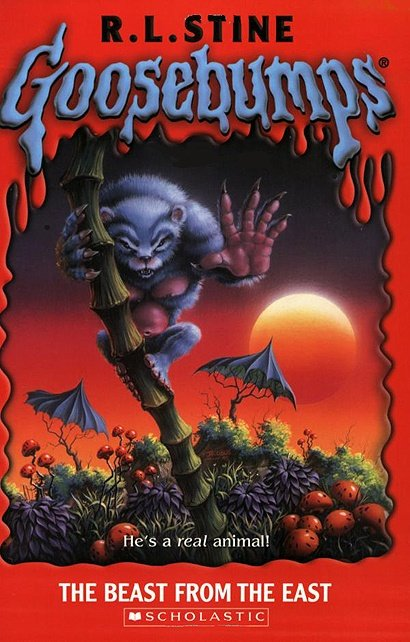 R.L.STINE
Goosebumps®
He's a real animal!
THE BEAST FROM THE EAST
SCHOLASTIC